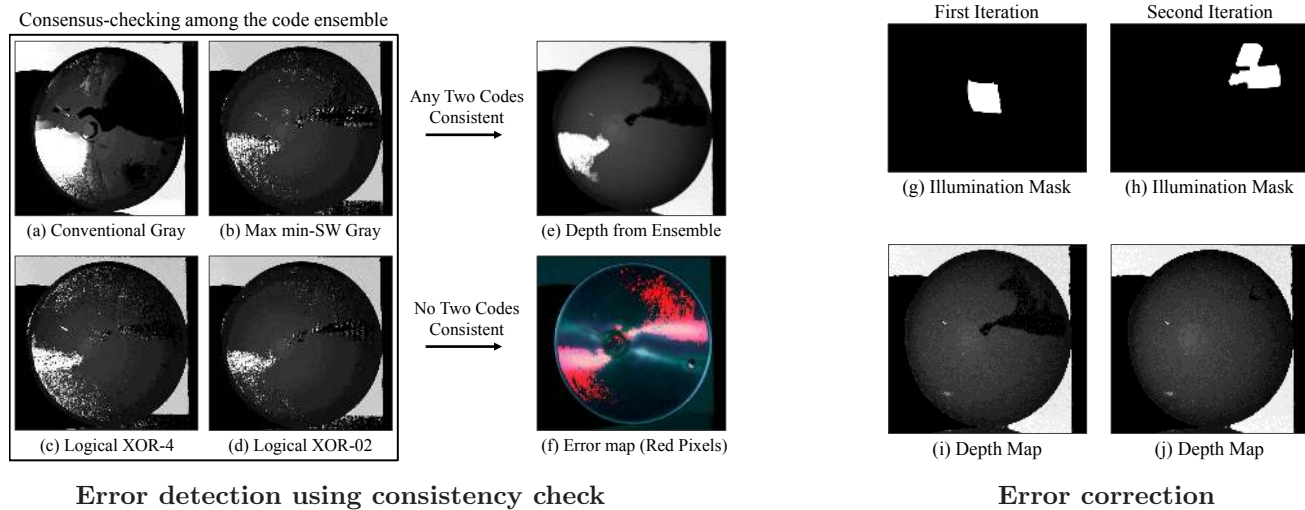 Consensus-checking among the code ensemble
(a) Conventional Gray
(b) Max min-SW Gray
(c) Logical XOR-4
(d) Logical XOR-02
Any Two Codes
Consistent
No Two Codes
Consistent
(e) Depth from Ensemble
(f) Error map (Red Pixels)
Error detection using consistency check
First Iteration
Second Iteration
(g) Illumination Mask
(h) Illumination Mask
(i) Depth Map
(j) Depth Map
Error correction